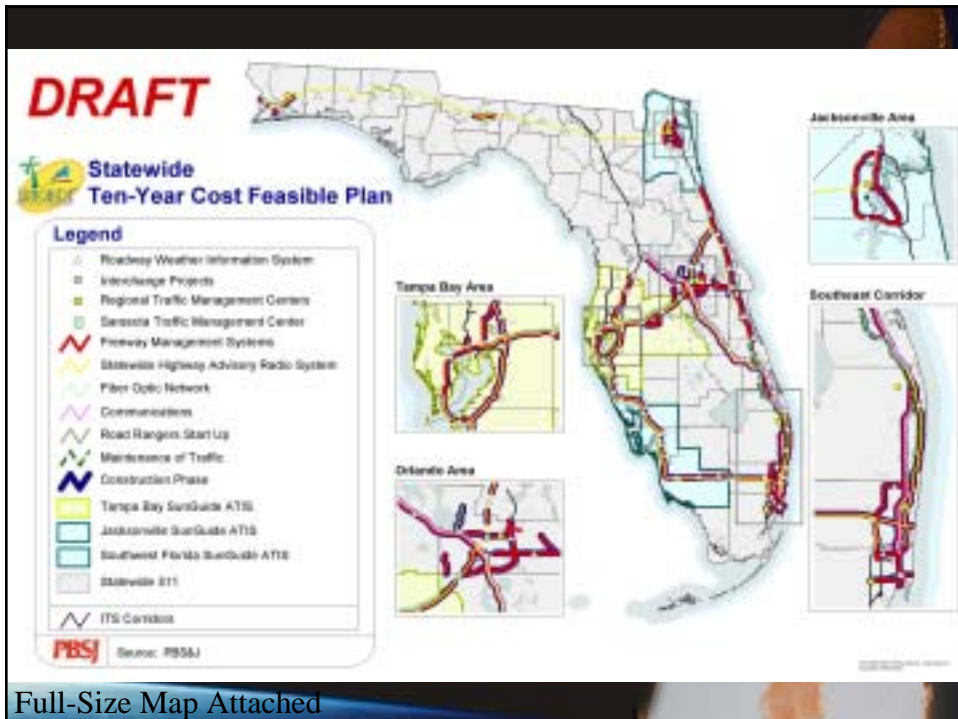 DRAFT
Statewide
Ten-Year Cost Feasible Plan
Legend
Roadway Weather Information System
Interchange Projects
Regional Traffic Management Centers
Sarasota Traffic Management Center
Freeway Management Systems
Statewide Highway Advisory Radio System
Fiber Optic Network
Communications
Road Rangers Start Up
Maintenance of Traffic
Construction Phase
Tampa Bay SunGuide ATIS
Jacksonville SunGuide ATIS
Southwest Florida SunGuide ATIS
Statewide 511
ITS Corridors
PBSJ Source: PBS&J
Jacksonville Area
Tampa Bay Area
Southeast Corridor
Orlando Area
Full-Size Map Attached